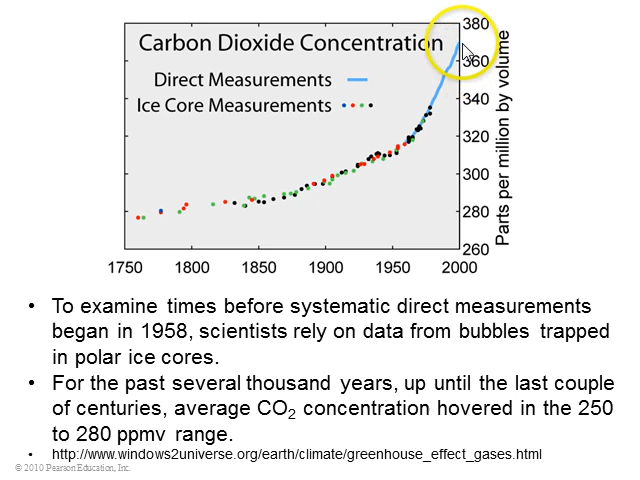 Carbon Dioxide Concentration
Direct Measurements
Ice Core Measurements
380
360
340
320
300
280
260
Parts per million by volume
1750 1800 1850 1900 1950 2000
• To examine times before systematic direct measurements
began in 1958, scientists rely on data from bubbles trapped
in polar ice cores.
• For the past several thousand years, up until the last couple
of centuries, average CO₂ concentration hovered in the 250
to 280 ppmv range.
• http://www.windows2universe.org/earth/climate/greenhouse_effect_gases.html
© 2010 Pearson Education, Inc.